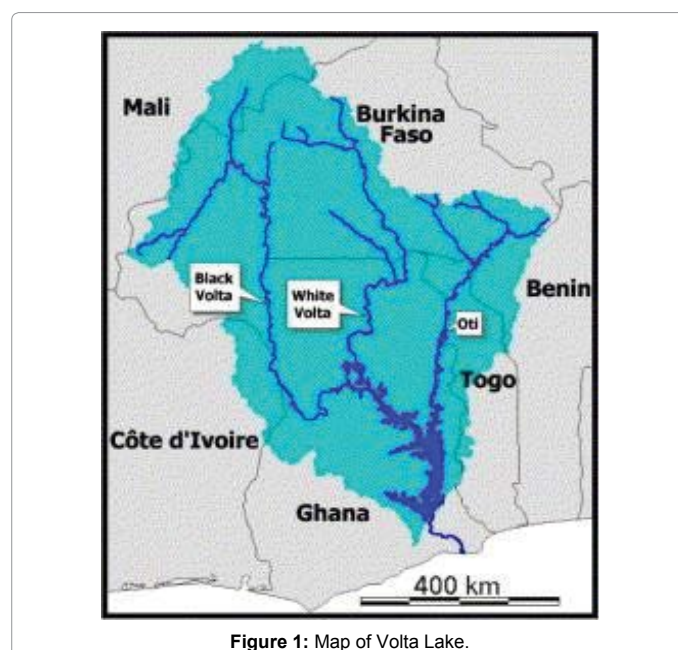 Mali
Burkina
Faso
Black
Volta
White
Volta
Benin
Oti
Togo
Côte d'Ivoire
Ghana
400 km
Figure 1: Map of Volta Lake.